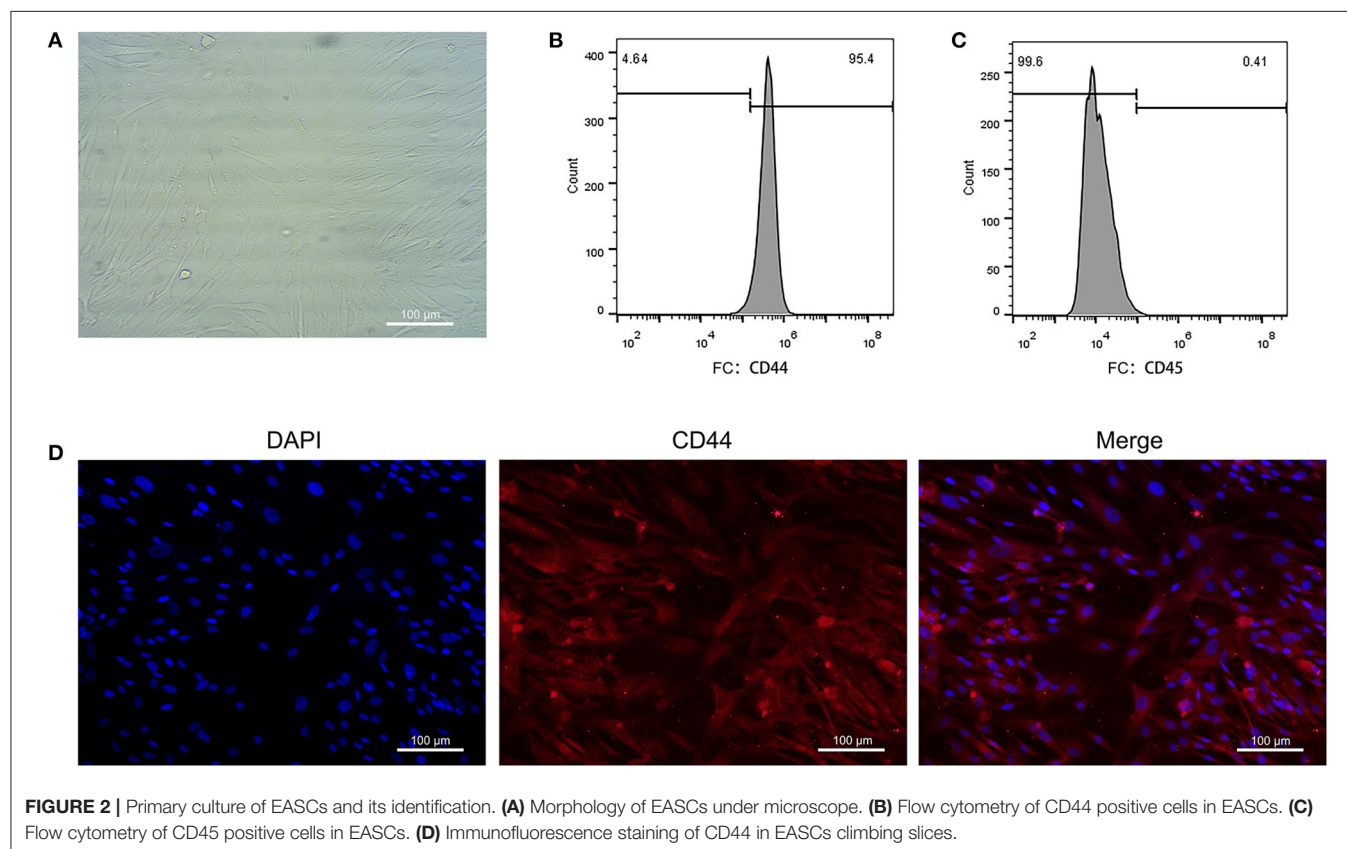 A
100 µm
B
400
300
200
100
0
Count
4.64
95.4
10^2
10^4
10^6
10^8
FC: CD44
C
250
200
150
100
50
0
Count
99.6
0.41
10^2
10^4
10^6
10^8
FC: CD45
D
DAPI
CD44
Merge
100 µm
100 µm
100 µm
FIGURE 2 | Primary culture of EASCs and its identification. (A) Morphology of EASCs under microscope. (B) Flow cytometry of CD44 positive cells in EASCs. (C)
Flow cytometry of CD45 positive cells in EASCs. (D) Immunofluorescence staining of CD44 in EASCs climbing slices.